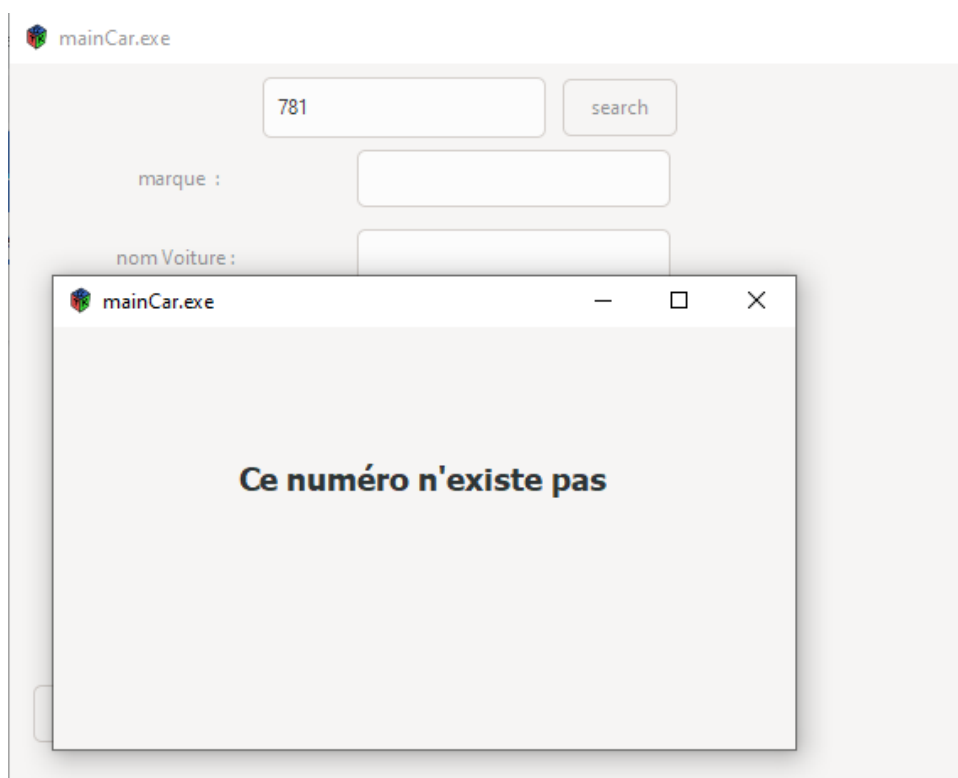 mainCar.exe
781 search
marque :
nom Voiture :
mainCar.exe
Ce numéro n'existe pas